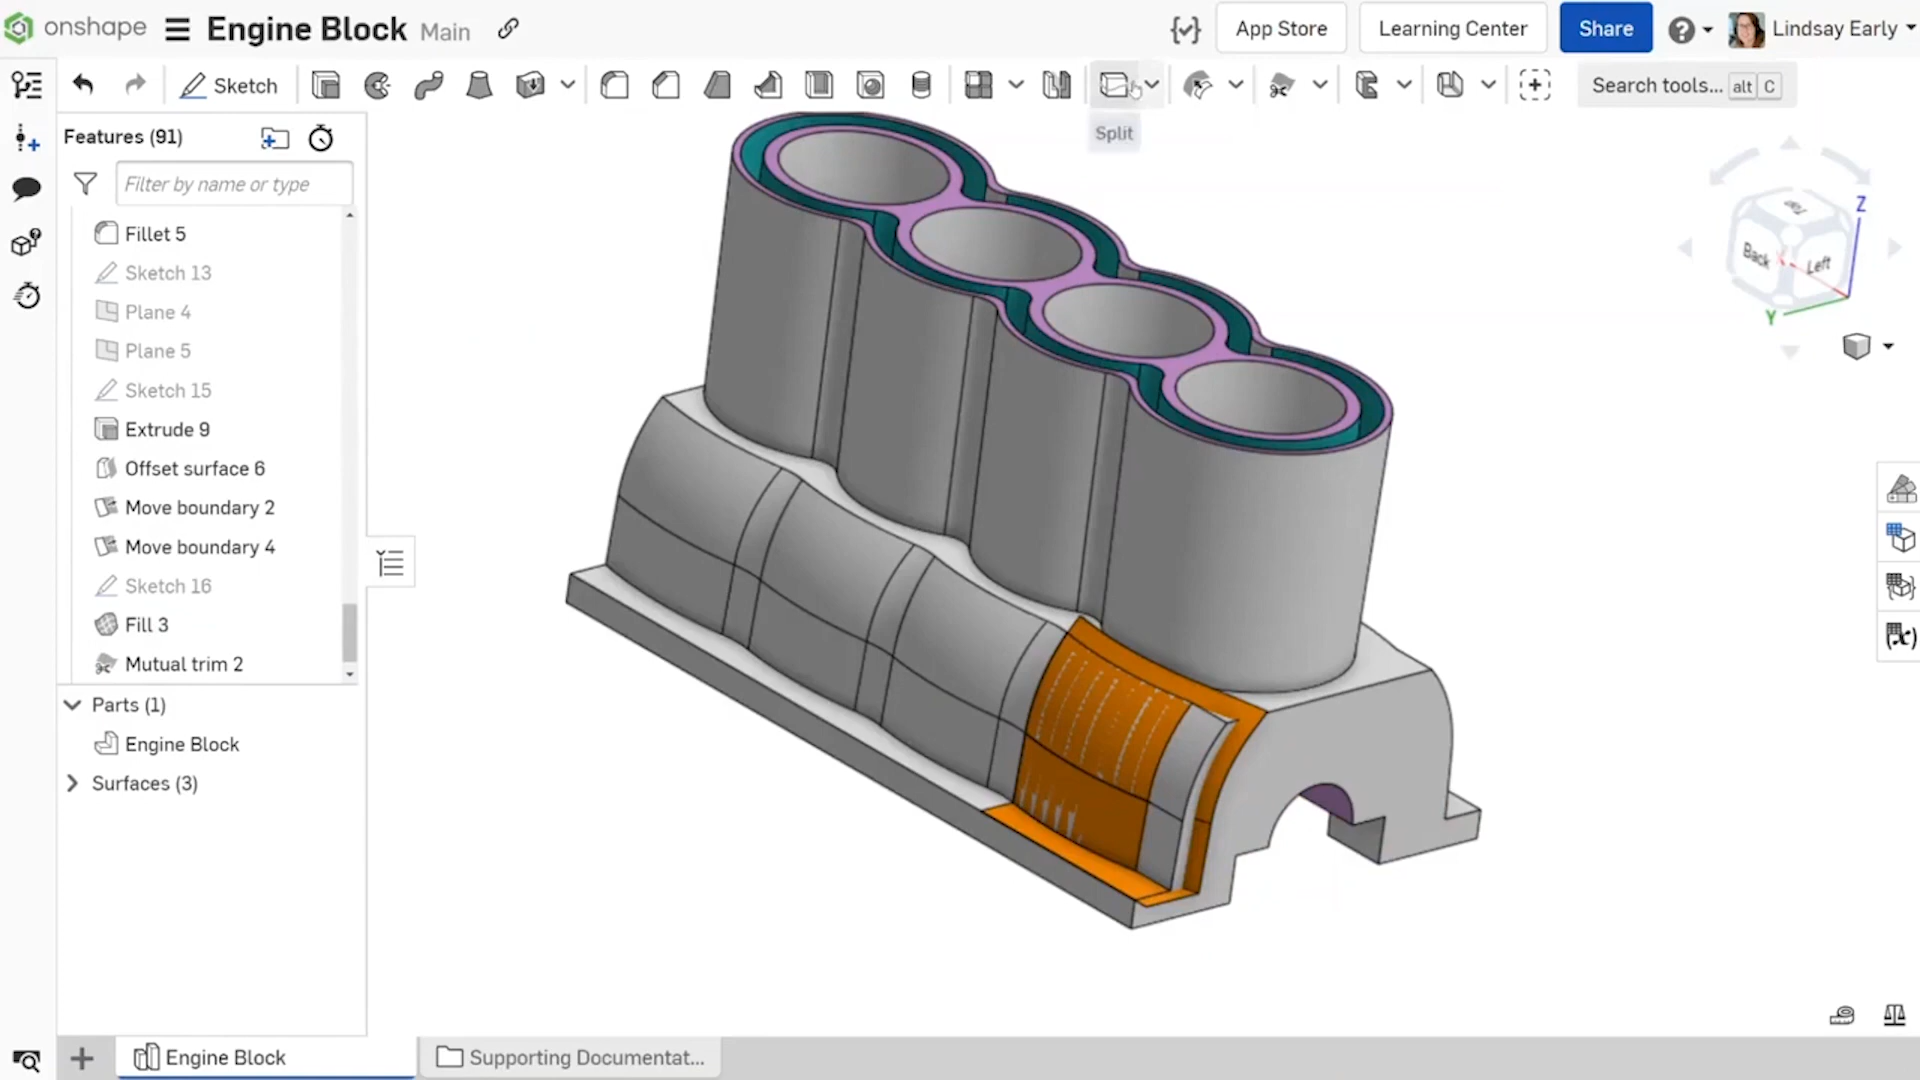 onshape Engine Block Main App Store Learning Center Share Lindsay Early
Sketch Search tools... alt C
Split
Features (91)
Filter by name or type
Fillet 5
Sketch 13
Plane 4
Plane 5
Sketch 15
Extrude 9
Offset surface 6
Move boundary 2
Move boundary 4
Sketch 16
Fill 3
Mutual trim 2
Parts (1)
Engine Block
Surfaces (3)
Top
Z
Back
Left
X
Y
Engine Block Supporting Documentat...